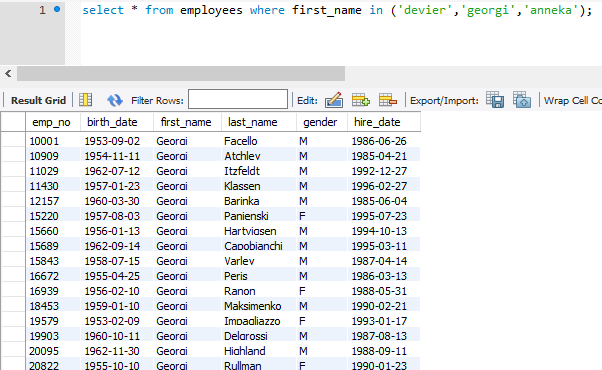 1 select * from employees where first_name in ('devier','georgi','anneka');
Result Grid Filter Rows: Edit: Export/Import: Wrap Cell Co
emp_no birth_date first_name last_name gender hire_date
10001 1953-09-02 Georgi Facello M 1986-06-26
10909 1954-11-11 Georgi Atchley M 1985-04-21
11029 1962-07-12 Georgi Itzfeldt M 1992-12-27
11430 1957-01-23 Georgi Klassen M 1996-02-27
12157 1960-03-30 Georgi Barinka M 1985-06-04
15220 1957-08-03 Georgi Panienski F 1995-07-23
15660 1956-01-13 Georgi Hartvigsen M 1994-10-13
15689 1962-09-14 Georgi Capobianchi M 1995-03-11
15843 1958-07-15 Georgi Varley M 1987-04-14
16672 1955-04-25 Georgi Peris M 1986-03-13
16939 1956-02-10 Georgi Ranon F 1988-05-31
18453 1959-01-10 Georgi Maksimenko M 1990-02-21
19579 1953-02-09 Georgi Impagliazzo F 1993-01-17
19903 1960-10-11 Georgi Delgrossi M 1987-08-13
20095 1962-11-30 Georgi Highland M 1988-09-11
20822 1955-10-10 Georgi Rullman F 1990-01-23